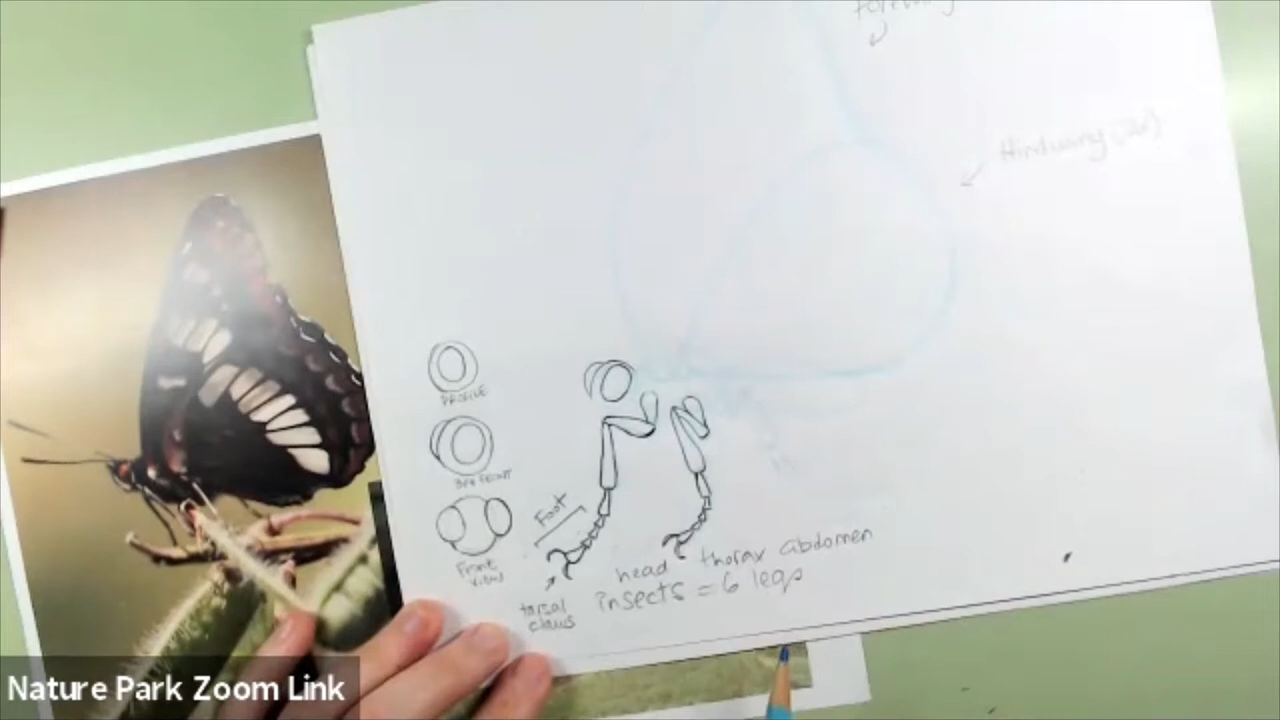 Hindwing (2x)
PROFILE
3/4 FRONT
Front
view
Foot
tarsal
claws
head thorax abdomen
insects = 6 legs
Nature Park Zoom Link